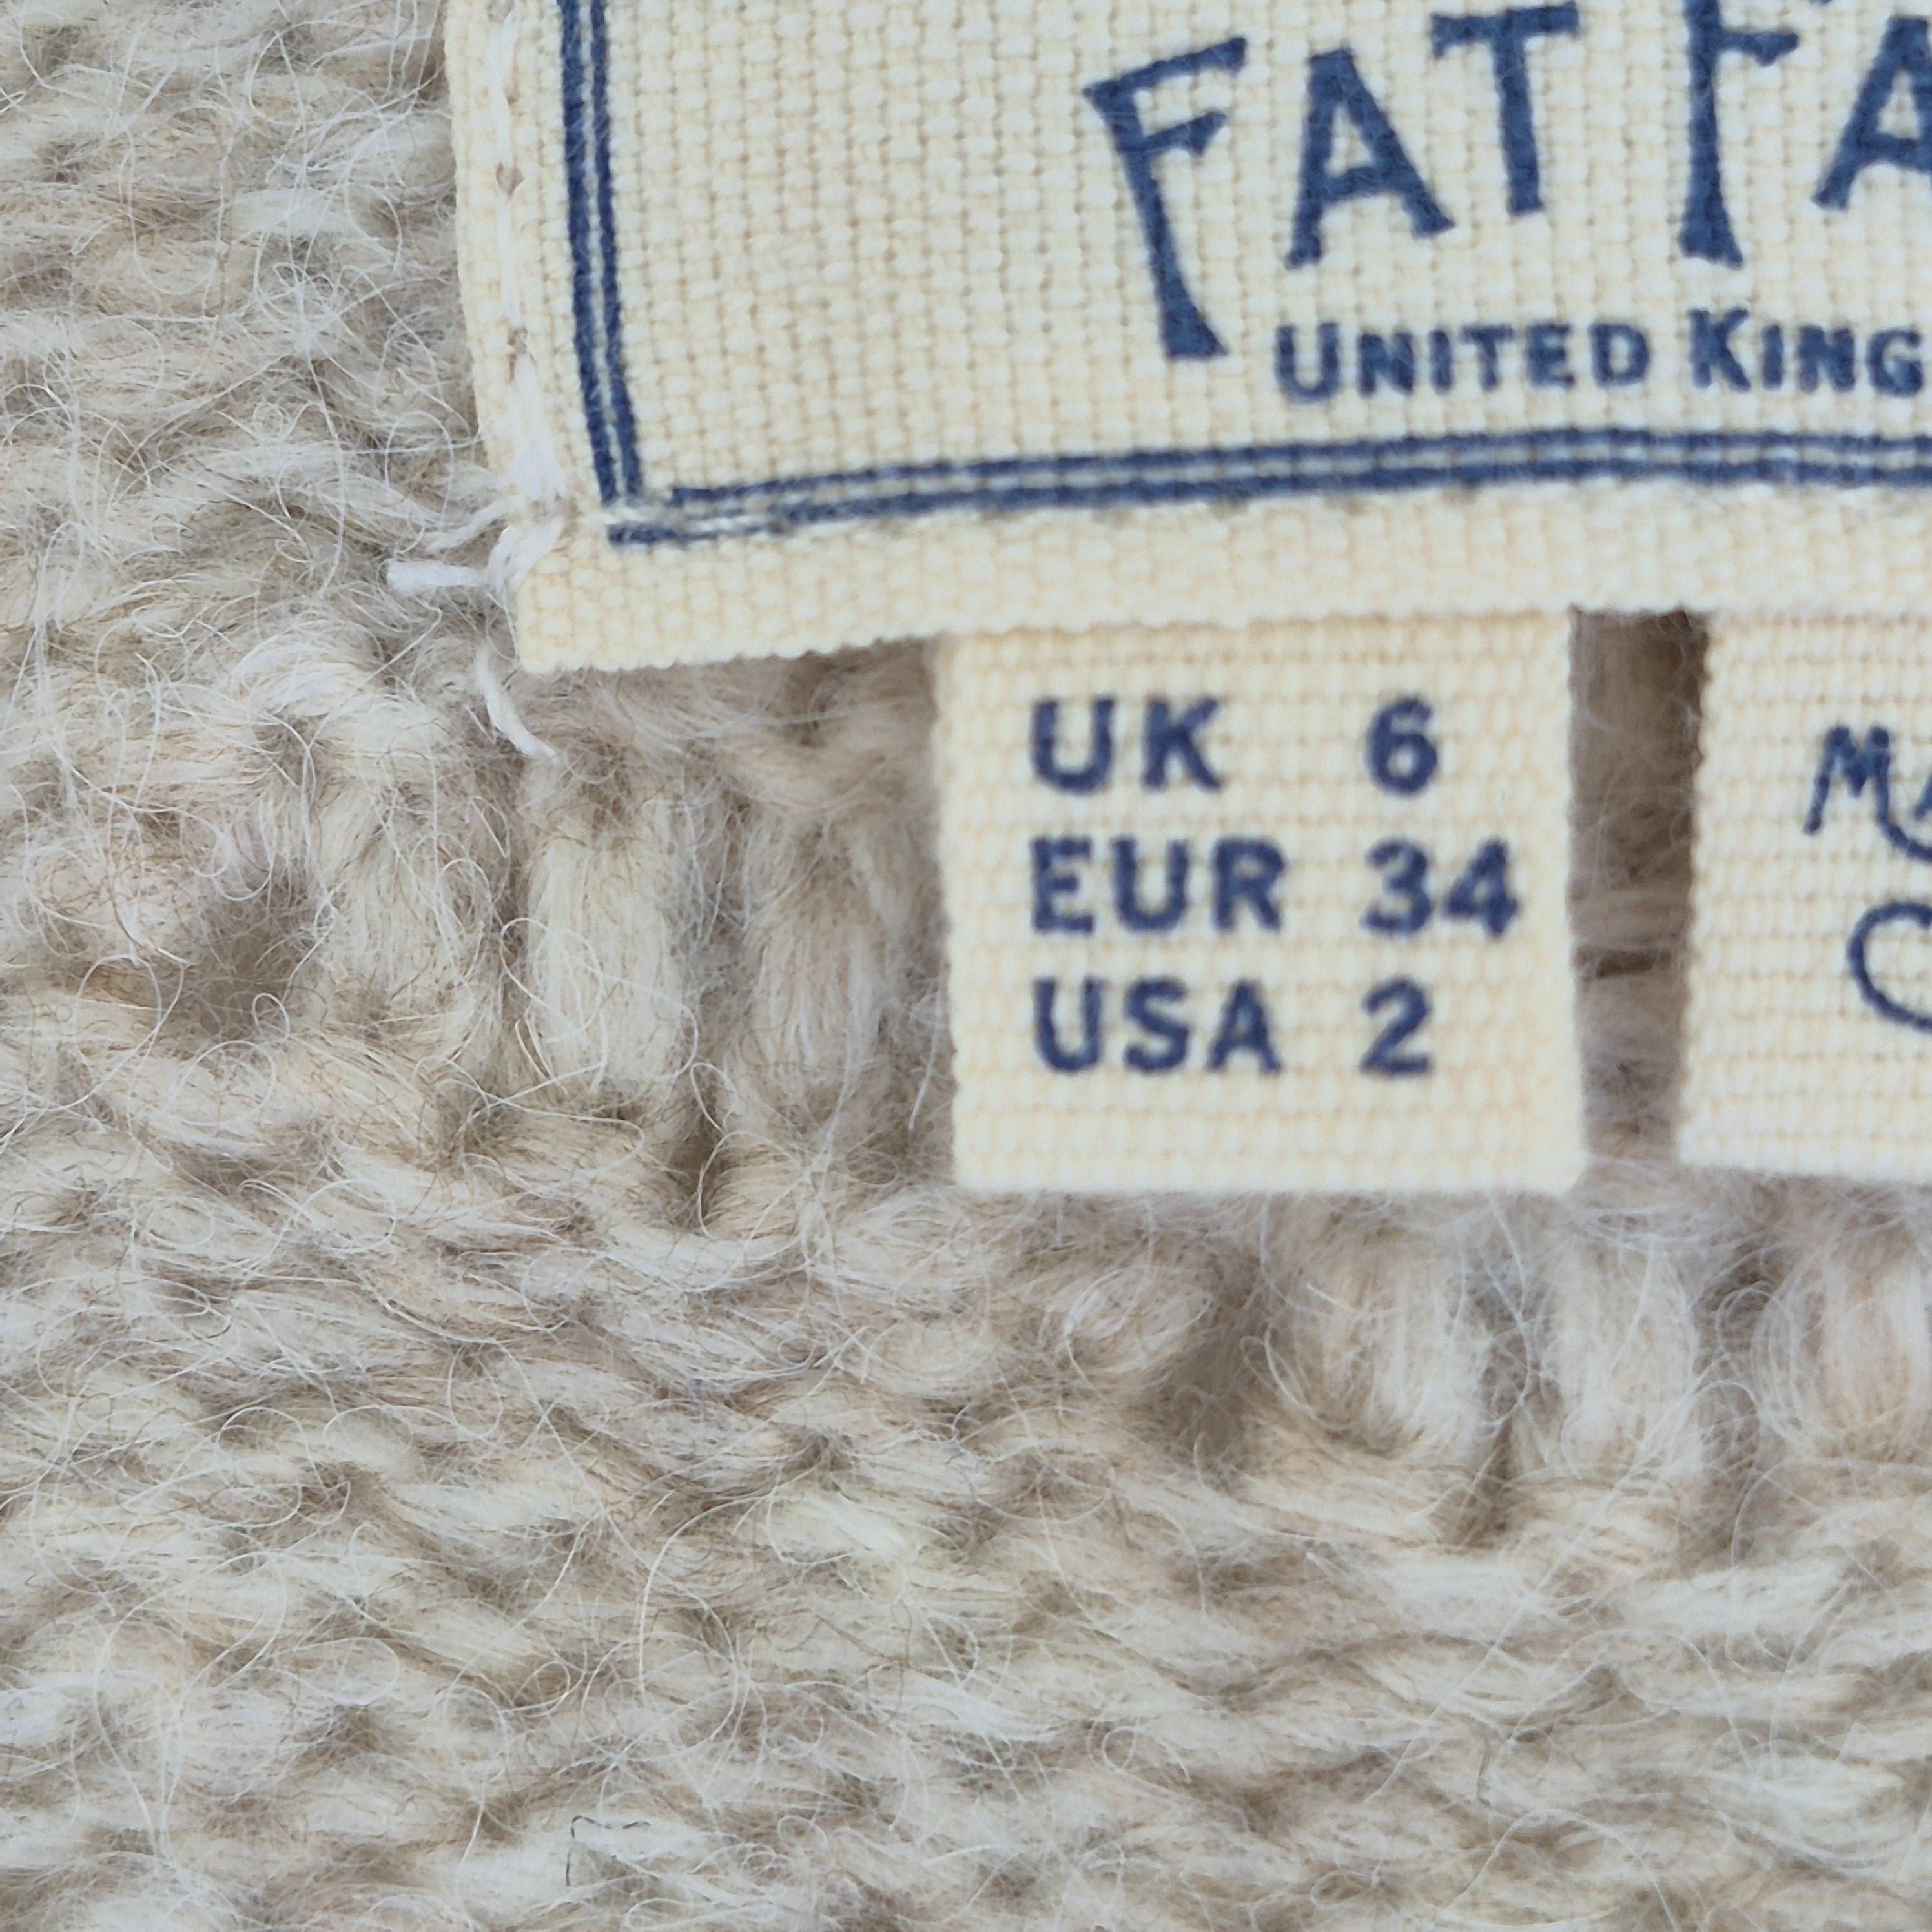 FAT FA
UNITED KING
UK 6
EUR 34
USA 2